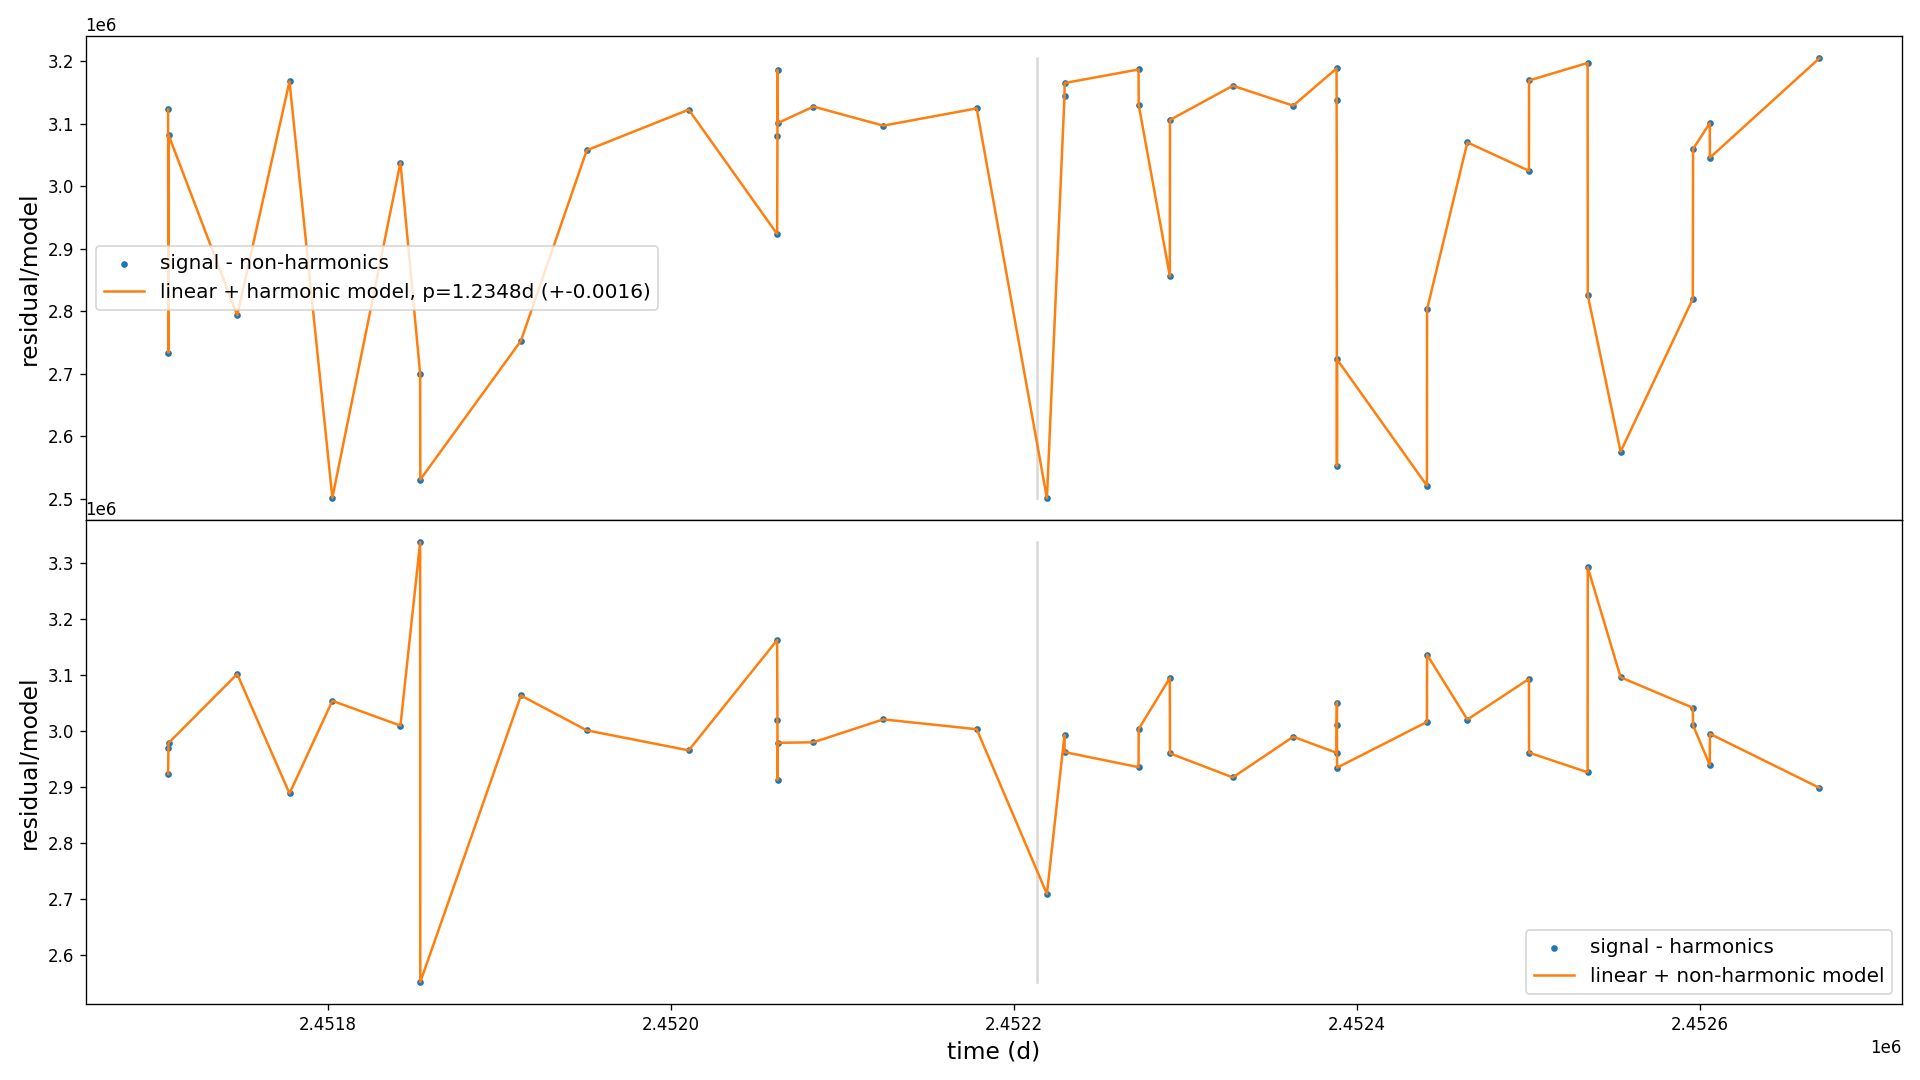 1e6
3.2
3.1
3.0
2.9
2.8
2.7
2.6
2.5
residual/model
signal - non-harmonics
linear + harmonic model, p=1.2348d (+-0.0016)
1e6
3.3
3.2
3.1
3.0
2.9
2.8
2.7
2.6
residual/model
signal - harmonics
linear + non-harmonic model
2.4518 2.4520 2.4522 2.4524 2.4526
1e6
time (d)